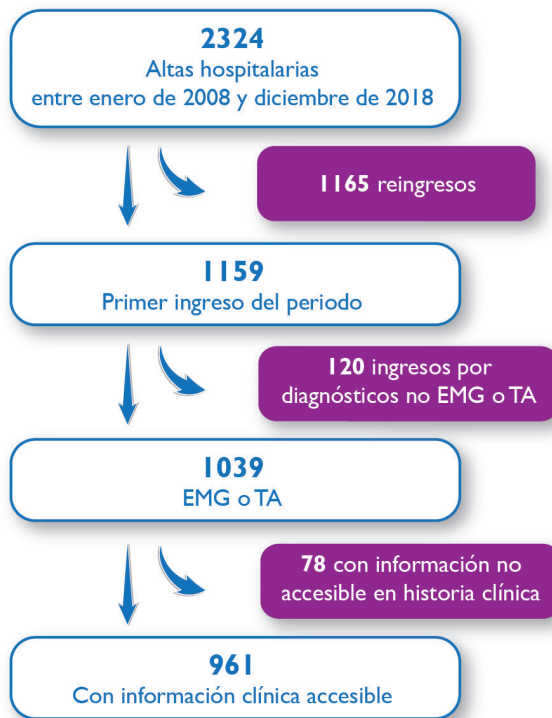 2324
Altas hospitalarias
entre enero de 2008 y diciembre de 2018
1165 reingresos
1159
Primer ingreso del periodo
120 ingresos por
diagnósticos no EMG o TA
1039
EMG o TA
78 con información no
accesible en historia clínica
961
Con información clínica accesible